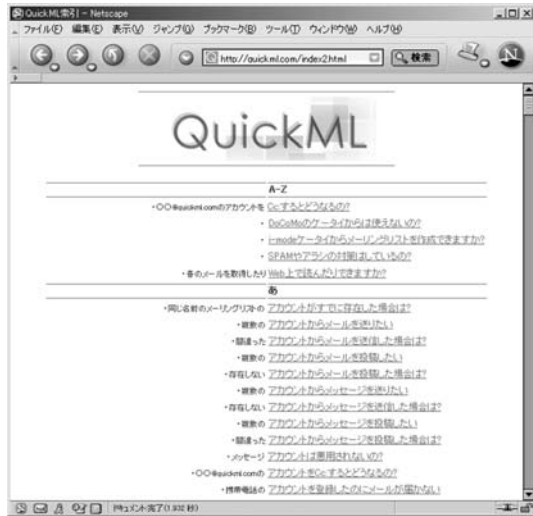 QuickML索引 - Netscape
ファイル(F) 編集(E) 表示(V) ジャンプ(G) ブックマーク(B) ツール(T) ウィンドウ(W) ヘルプ(H)
http://quickml.com/index2.html 検索
N
QuickML
A-Z
・〇〇@quickml.comのアカウントを Cc:するとどうなるの?
・ DoCoMoのケータイからは使えないの?
・ i-modeケータイからメーリングリストを作成できますか?
・ SPAMやアラシの対策はしているの?
・春のメールを取得したり Web上で読んだりできますか?
あ
・同じ名前のメーリングリストの アカウントがすでに存在した場合は?
・複数の アカウントからメールを送りたい
・間違った アカウントからメールを送信した場合は?
・複数の アカウントからメールを投稿したい
・存在しない アカウントからメールを投稿した場合は?
・複数の アカウントからメッセージを送りたい
・存在しない アカウントからメッセージを送信した場合は?
・複数の アカウントからメッセージを投稿したい
・間違った アカウントからメッセージを投稿した場合は?
・メッセージ アカウントは悪用されないの?
・〇〇@quickml.comの アカウントをCc:するとどうなるの?
・携帯電話の アカウントを登録したのにメールが届かない
ドキュメント: 完了(1.932 秒)